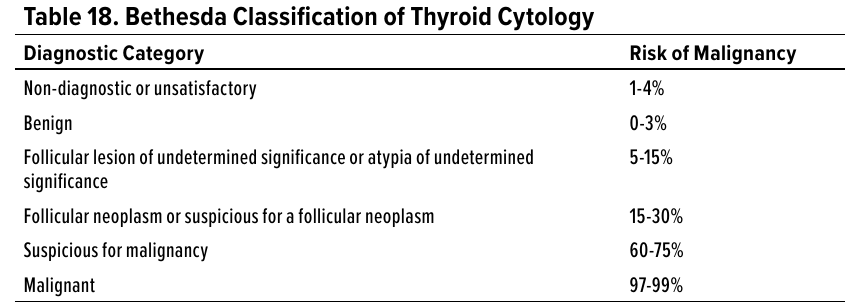 Table 18. Bethesda Classification of Thyroid Cytology
Diagnostic Category Risk of Malignancy
Non-diagnostic or unsatisfactory 1-4%
Benign 0-3%
Follicular lesion of undetermined significance or atypia of undetermined 5-15%
significance
Follicular neoplasm or suspicious for a follicular neoplasm 15-30%
Suspicious for malignancy 60-75%
Malignant 97-99%